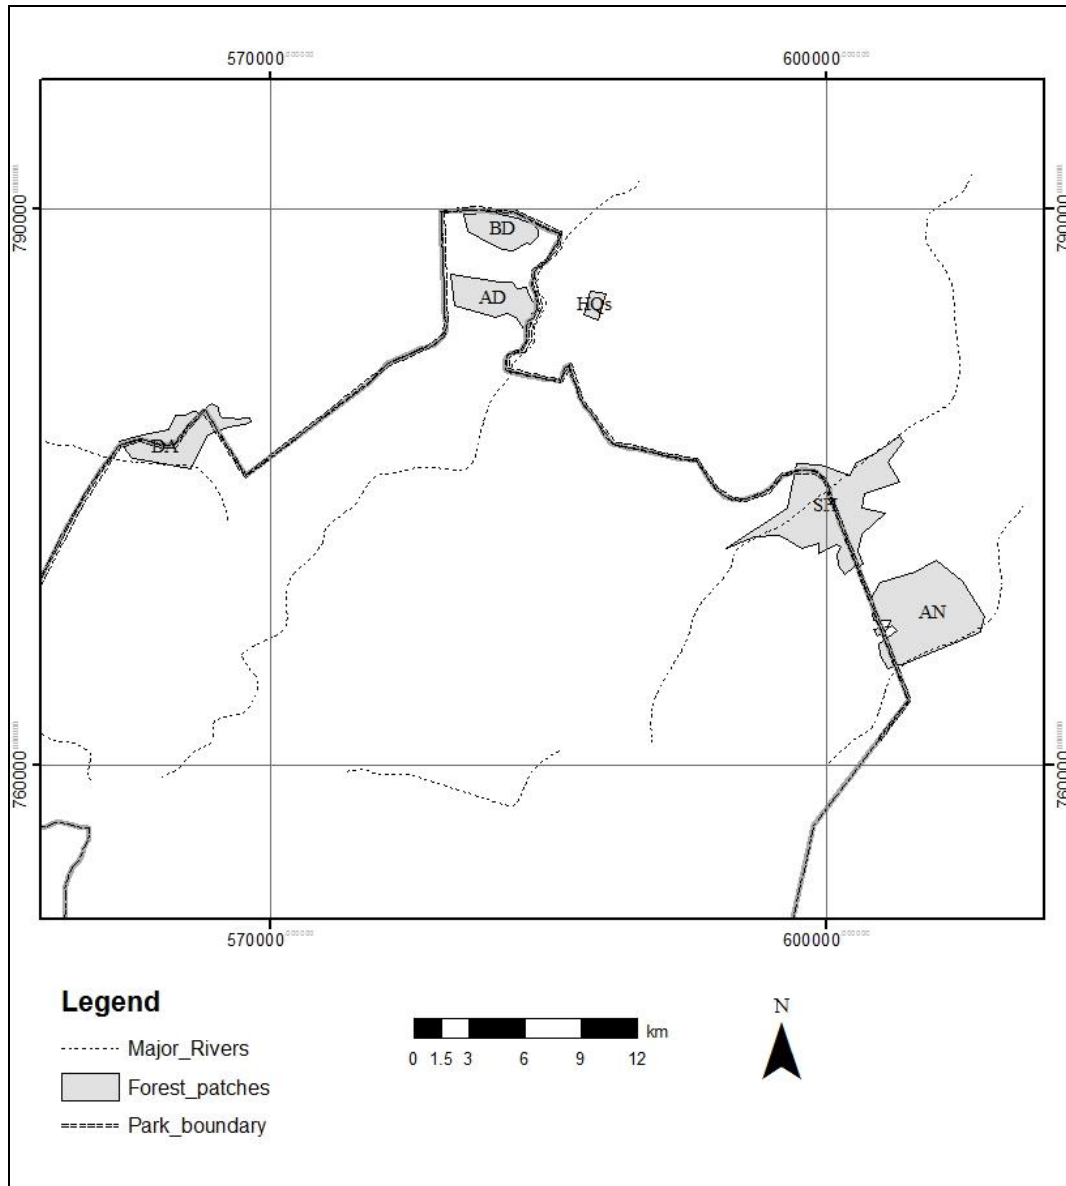 570000 600000
790000 790000
BD
AD
HQs
DA
SH
AN
760000 760000
570000 600000
Legend
Major_Rivers
Forest_patches
Park_boundary
0 1.5 3 6 9 12 km
N